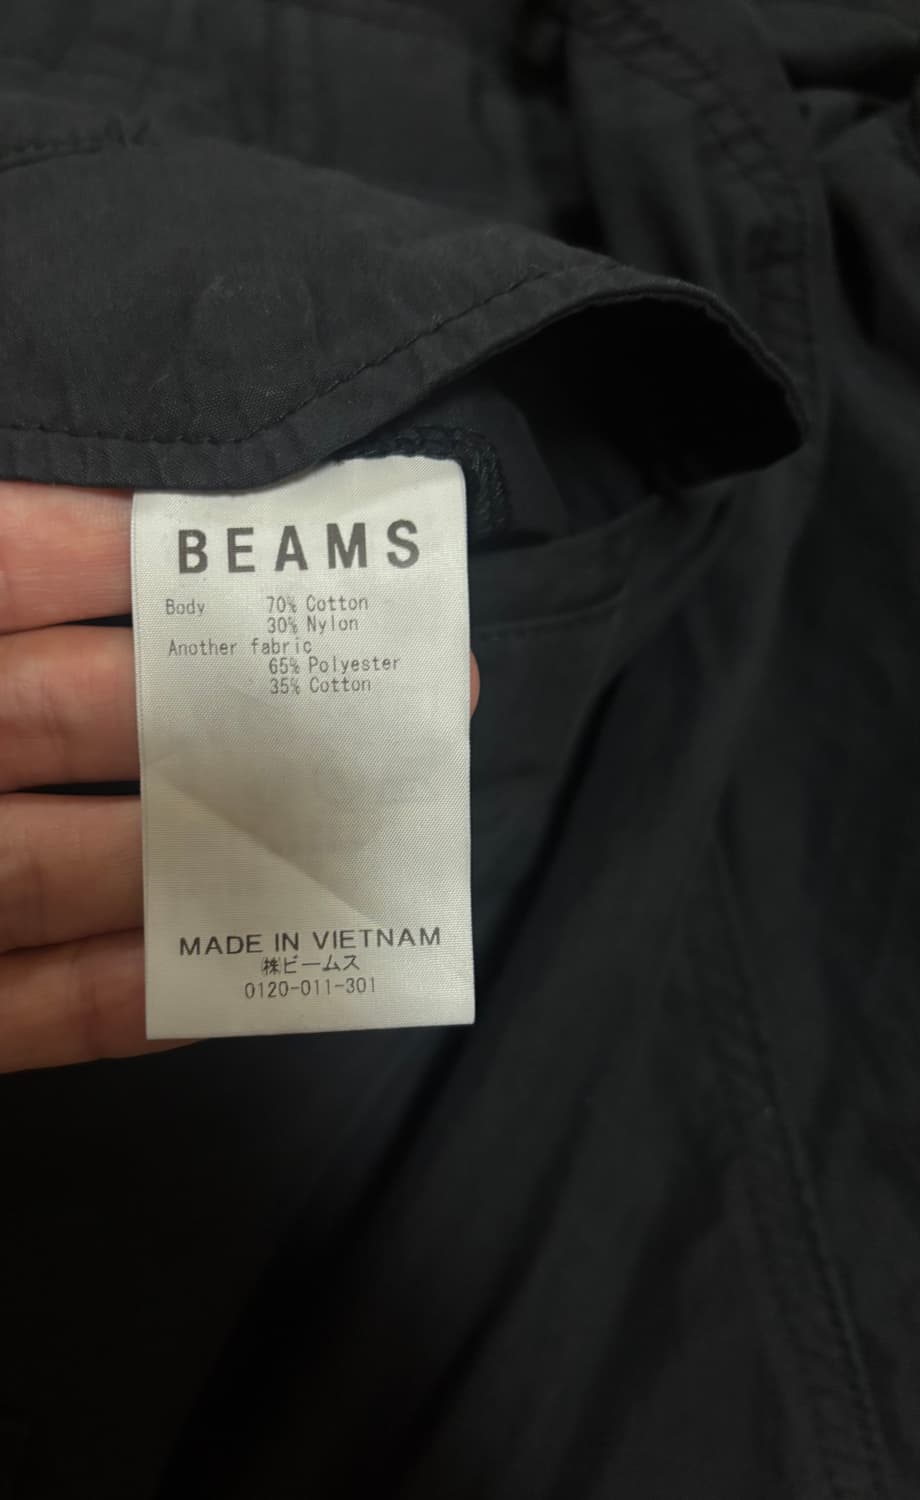 BEAMS
Body 70% Cotton
30% Nylon
Another fabric
65% Polyester
35% Cotton
MADE IN VIETNAM
㈱ビームス
0120-011-301